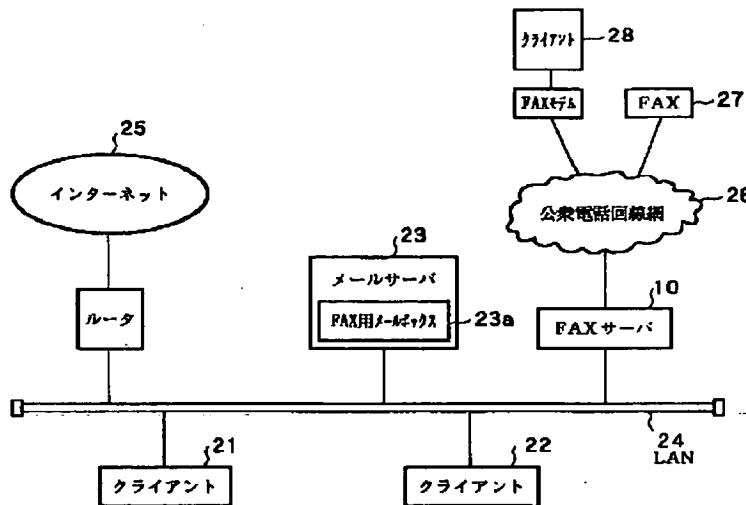 クライアント
28
FAXモデム
FAX
27
25
インターネット
26
公衆電話回線網
23
メールサーバ
10
ルータ
FAX用メールボックス
23a
FAXサーバ
21
22
24
LAN
クライアント
クライアント